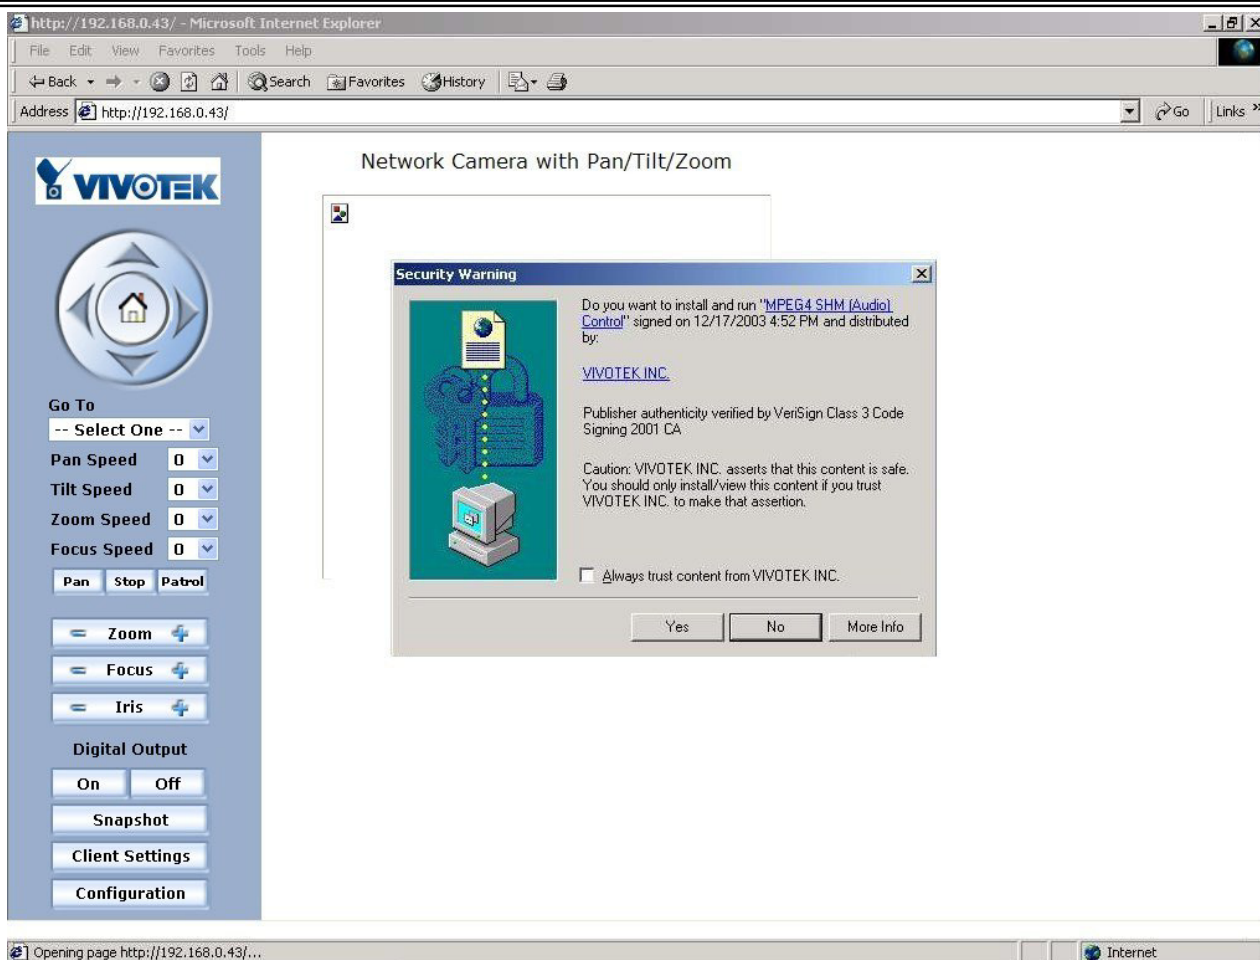 http://192.168.0.43/ - Microsoft Internet Explorer
File Edit View Favorites Tools Help
Back Search Favorites History
Address http://192.168.0.43/ Go Links »
VIVOTEK
Network Camera with Pan/Tilt/Zoom
Go To
-- Select One --
Pan Speed 0
Tilt Speed 0
Zoom Speed 0
Focus Speed 0
Pan Stop Patrol
Zoom
Focus
Iris
Digital Output
On Off
Snapshot
Client Settings
Configuration
Security Warning
Do you want to install and run "MPEG4 SHM (Audio)
Control" signed on 12/17/2003 4:52 PM and distributed
by:
VIVOTEK INC.
Publisher authenticity verified by VeriSign Class 3 Code
Signing 2001 CA
Caution: VIVOTEK INC. asserts that this content is safe.
You should only install/view this content if you trust
VIVOTEK INC. to make that assertion.
Always trust content from VIVOTEK INC.
Yes No More Info
Opening page http://192.168.0.43/... Internet